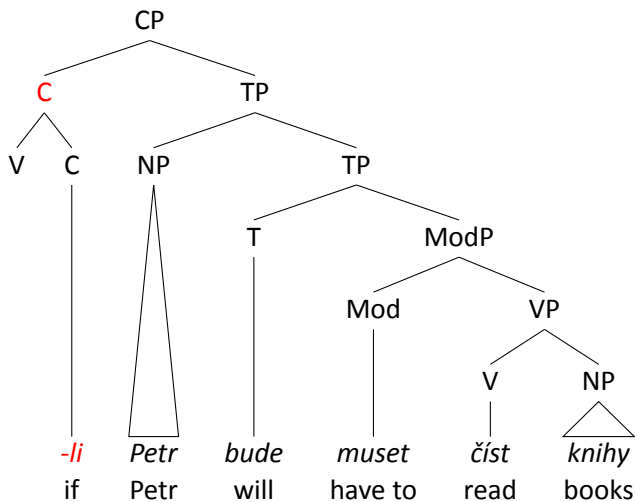 CP
C TP
V C NP TP
T ModP
Mod VP
V NP
-li Petr bude muset číst knihy
if Petr will have to read books